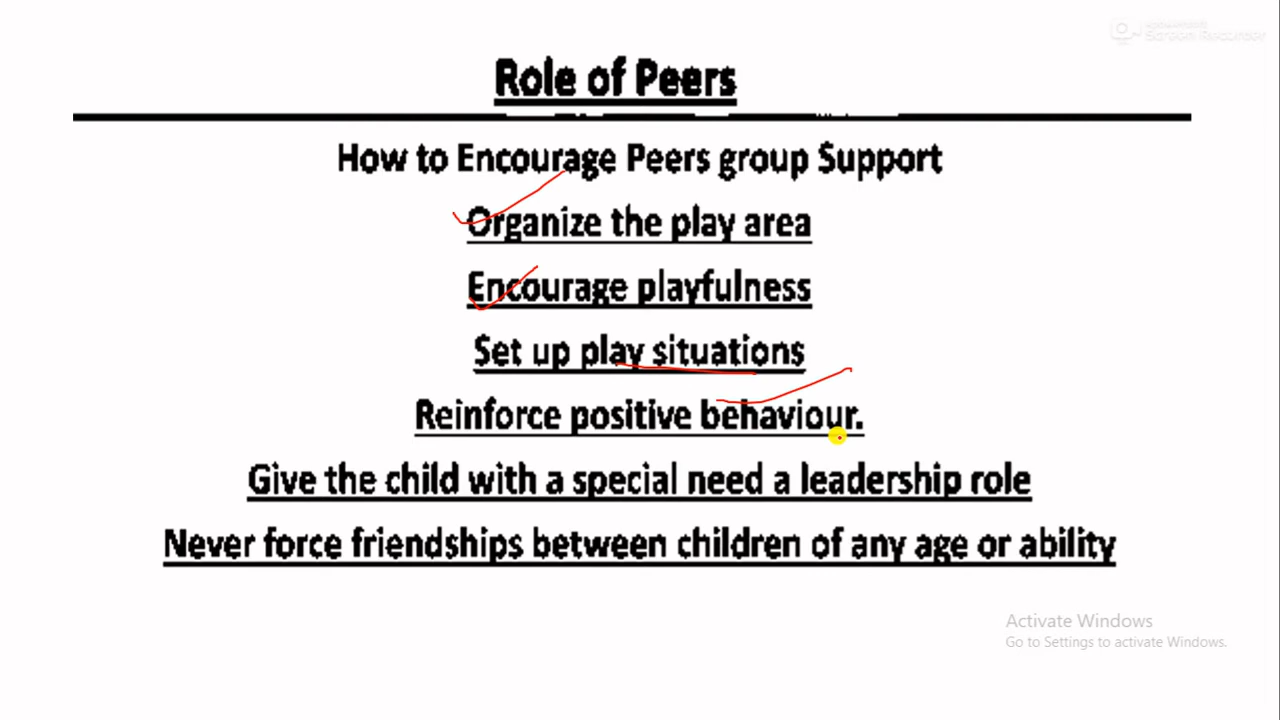 Screen Recorder
Role of Peers
How to Encourage Peers group Support
Organize the play area
Encourage playfulness
Set up play situations
Reinforce positive behaviour.
Give the child with a special need a leadership role
Never force friendships between children of any age or ability
Activate Windows
Go to Settings to activate Windows.